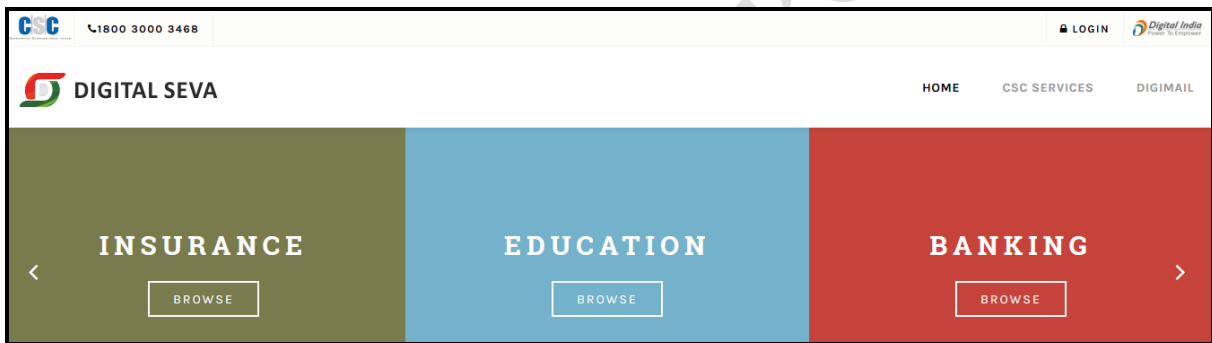 CSC 1800 3000 3468 LOGIN Digital India
Power To Empower
DIGITAL SEVA HOME CSC SERVICES DIGIMAIL
INSURANCE EDUCATION BANKING
BROWSE BROWSE BROWSE